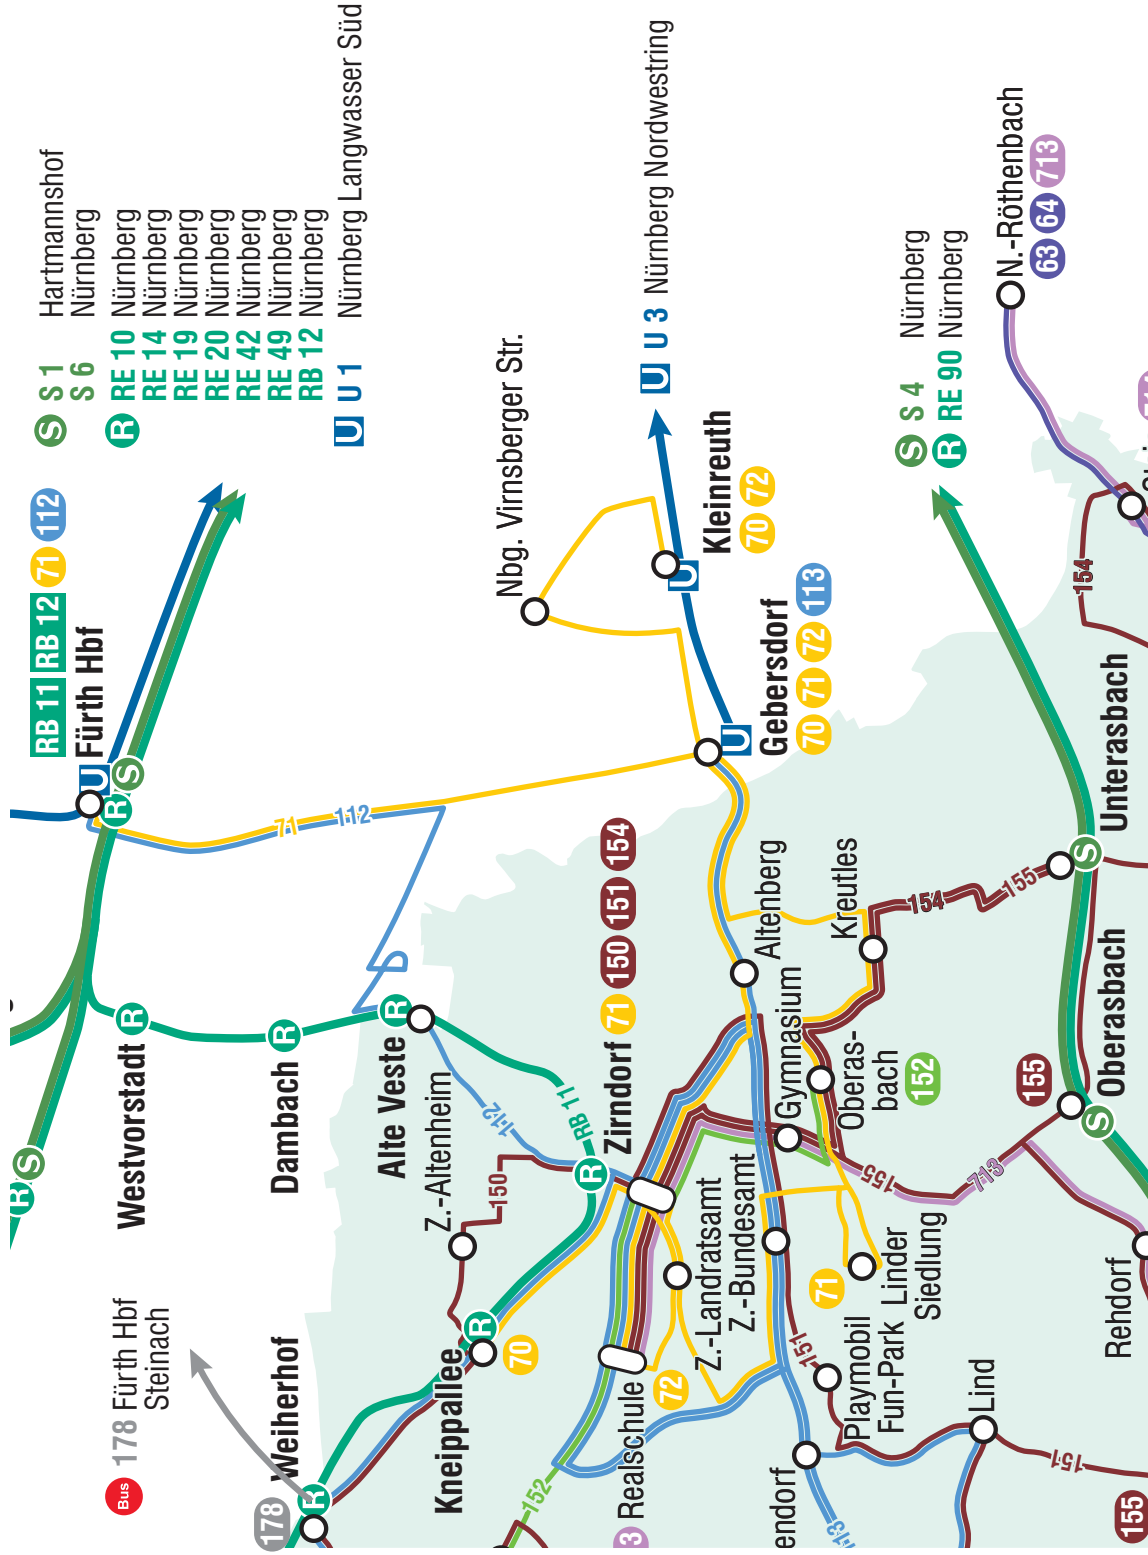 S S 1 Hartmannshof
S 6 Nürnberg
R RE 10 Nürnberg
RE 14 Nürnberg
RE 19 Nürnberg
RE 20 Nürnberg
RE 42 Nürnberg
RE 49 Nürnberg
RB 12 Nürnberg
U U 1 Nürnberg Langwasser Süd
RB 11 RB 12 71 112
Fürth Hbf
U
R
S
71
112
R
S
Westvorstadt
R
Dambach
R
Alte Veste
R
Z.-Altenheim
112
RB 11
150
Bus 178 Fürth Hbf
Steinach
178
Weiherhof
R
Kneippallee
R
70
Zirndorf
71 150 151 154
R
Nbg. Virnsberger Str.
U U 3 Nürnberg Nordwestring
Kleinreuth
70 72
U
Gebersdorf
70 71 72 113
U
Altenberg
Kreutles
Gymnasium
Oberas-
bach
152
154
155
S S 4 Nürnberg
R RE 90 Nürnberg
N.-Röthenbach
63 64 713
154
Unterasbach
S
Oberasbach
155
S
155
713
Z.-Landratsamt
Z.-Bundesamt
72
3 Realschule
152
71
Linder
Siedlung
151
Playmobil
Fun-Park
Lind
endorf
113
151
155
Rehdorf